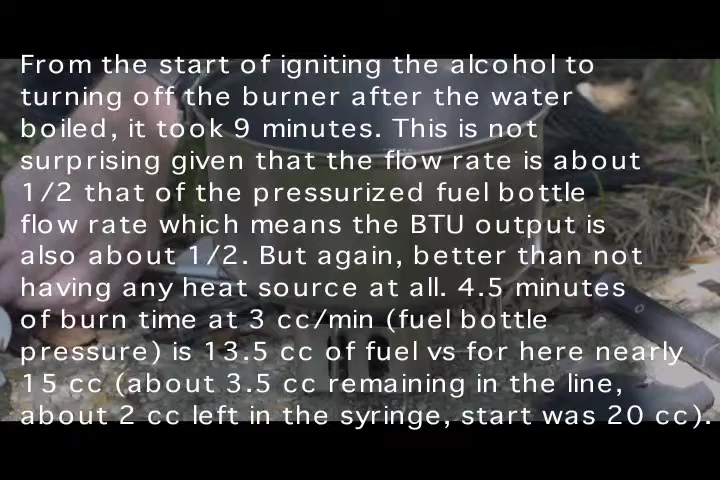 From the start of igniting the alcohol to
turning off the burner after the water
boiled, it took 9 minutes. This is not
surprising given that the flow rate is about
1/2 that of the pressurized fuel bottle
flow rate which means the BTU output is
also about 1/2. But again, better than not
having any heat source at all. 4.5 minutes
of burn time at 3 cc/min (fuel bottle
pressure) is 13.5 cc of fuel vs for here nearly
15 cc (about 3.5 cc remaining in the line,
about 2 cc left in the syringe, start was 20 cc).